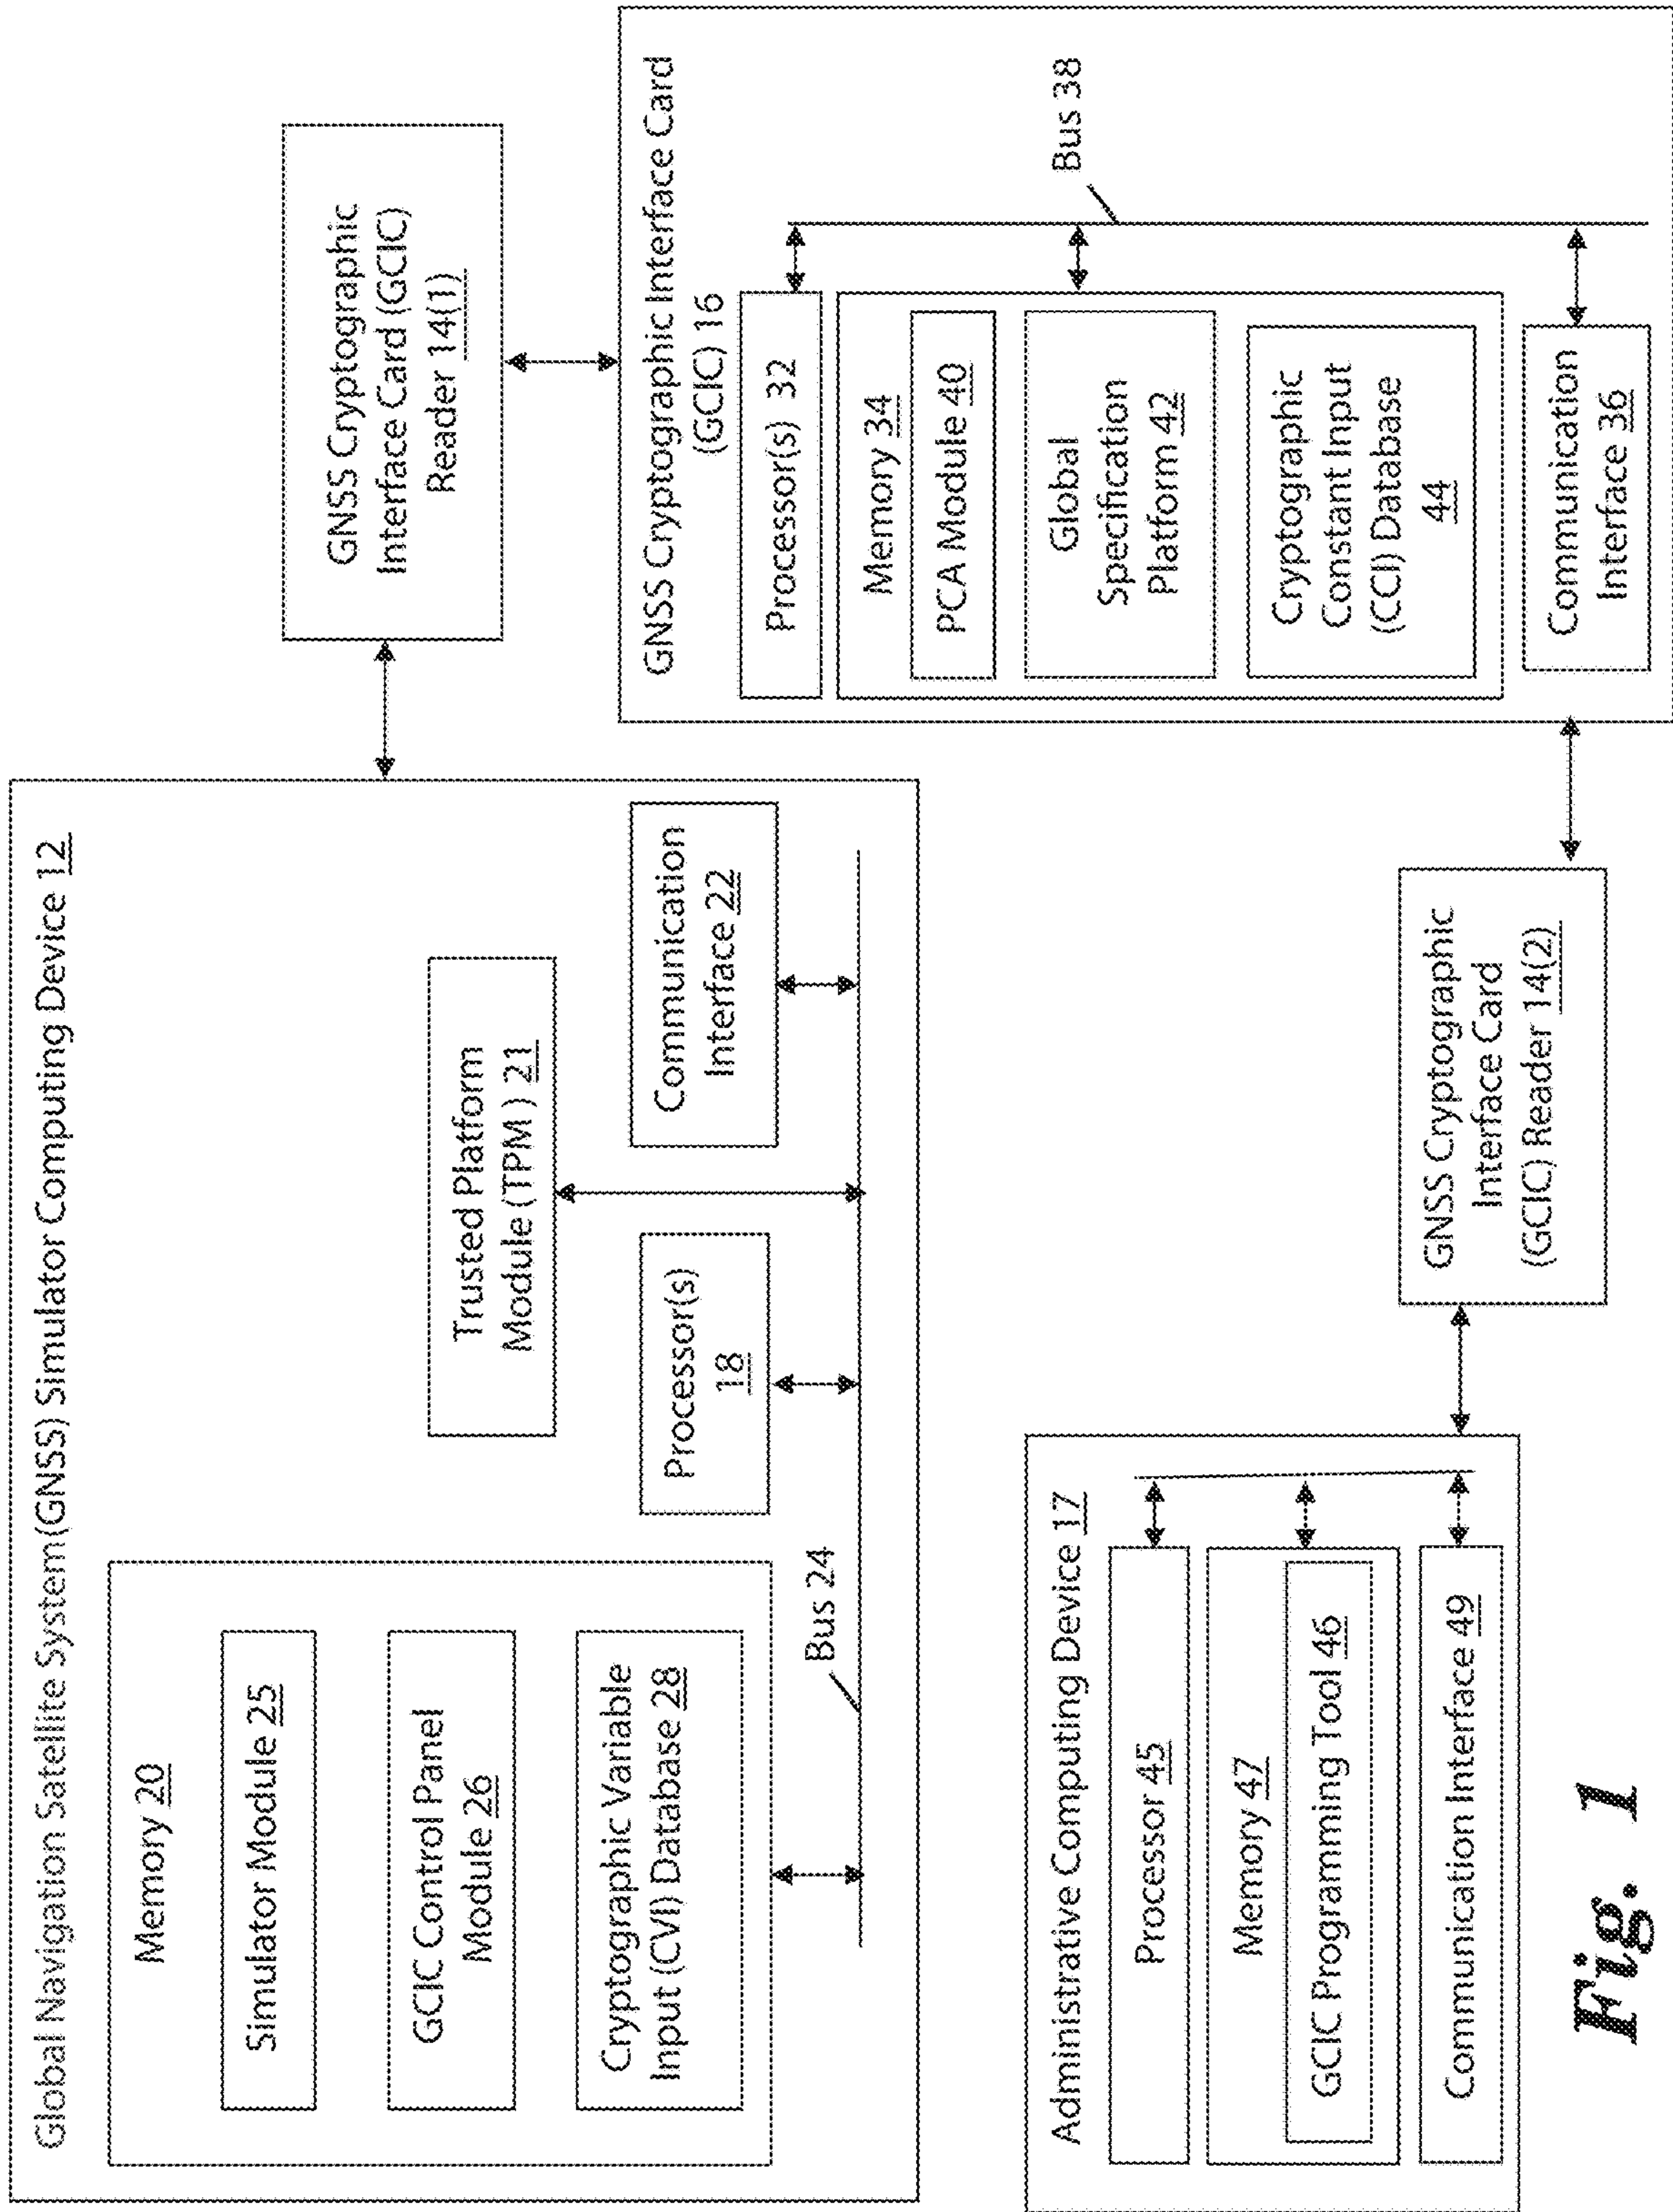 Global Navigation Satellite System(GNSS) Simulator Computing Device 12
Memory 20
Simulator Module 25
GCIC Control Panel
Module 26
Cryptographic Variable
Input (CVI) Database 28
Bus 24
Processor(s)
18
Trusted Platform
Module (TPM ) 21
Communication
Interface 22
GNSS Cryptographic
Interface Card (GCIC)
Reader 14(1)
GNSS Cryptographic Interface Card
(GCIC) 16
Processor(s) 32
Memory 34
PCA Module 40
Global
Specification
Platform 42
Cryptographic
Constant Input
(CCI) Database
44
Communication
Interface 36
Bus 38
Administrative Computing Device 17
Processor 45
Memory 47
GCIC Programming Tool 46
Communication Interface 49
GNSS Cryptographic
Interface Card
(GCIC) Reader 14(2)
Fig. 1